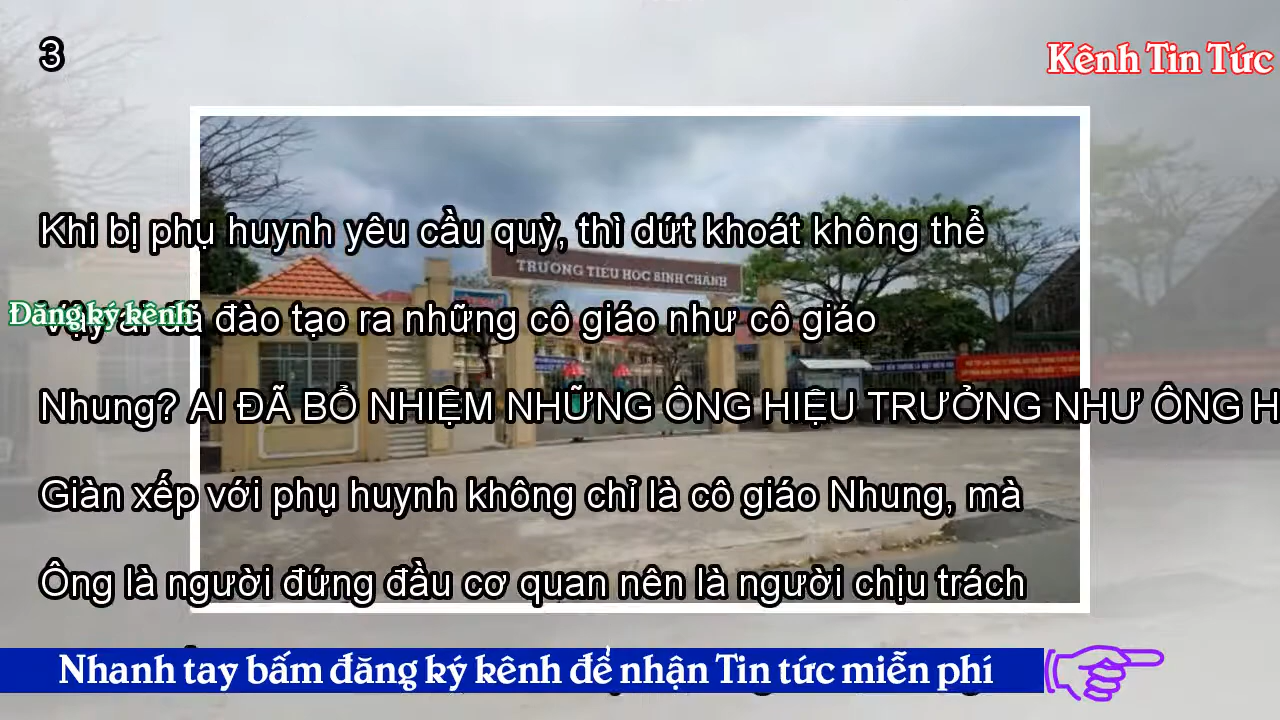 3
Kênh Tin Tức
Khi bị phụ huynh yêu cầu quỳ, thì dứt khoát không thể
TRƯỜNG TIỂU HỌC BÌNH CHÁNH
Đăng ký kênh
Vậy ai đã đào tạo ra những cô giáo như cô giáo
Nhung? AI ĐÃ BỔ NHIỆM NHỮNG ÔNG HIỆU TRƯỞNG NHƯ ÔNG H
Giàn xếp với phụ huynh không chỉ là cô giáo Nhung, mà
Ông là người đứng đầu cơ quan nên là người chịu trách
Nhanh tay bấm đăng ký kênh để nhận Tin tức miễn phí